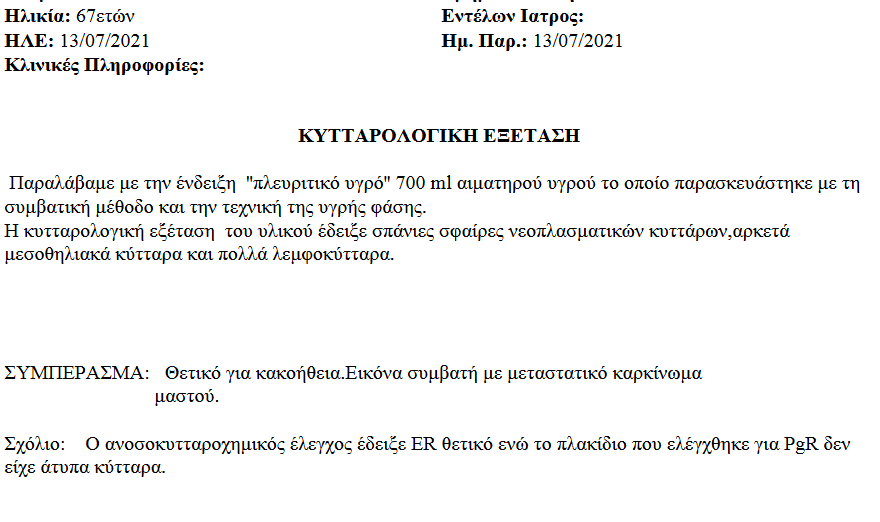 Ηλικία: 67ετών Εντέλων Ιατρος:
ΗΛΕ: 13/07/2021 Ημ. Παρ.: 13/07/2021
Κλινικές Πληροφορίες:
ΚΥΤΤΑΡΟΛΟΓΙΚΗ ΕΞΕΤΑΣΗ
Παραλάβαμε με την ένδειξη "πλευριτικό υγρό" 700 ml αιματηρού υγρού το οποίο παρασκευάστηκε με τη
συμβατική μέθοδο και την τεχνική της υγρής φάσης.
Η κυτταρολογική εξέταση του υλικού έδειξε σπάνιες σφαίρες νεοπλασματικών κυττάρων,αρκετά
μεσοθηλιακά κύτταρα και πολλά λεμφοκύτταρα.
ΣΥΜΠΕΡΑΣΜΑ: Θετικό για κακοήθεια.Εικόνα συμβατή με μεταστατικό καρκίνωμα
μαστού.
Σχόλιο: Ο ανοσοκυτταροχημικός έλεγχος έδειξε ER θετικό ενώ το πλακίδιο που ελέγχθηκε για PgR δεν
είχε άτυπα κύτταρα.